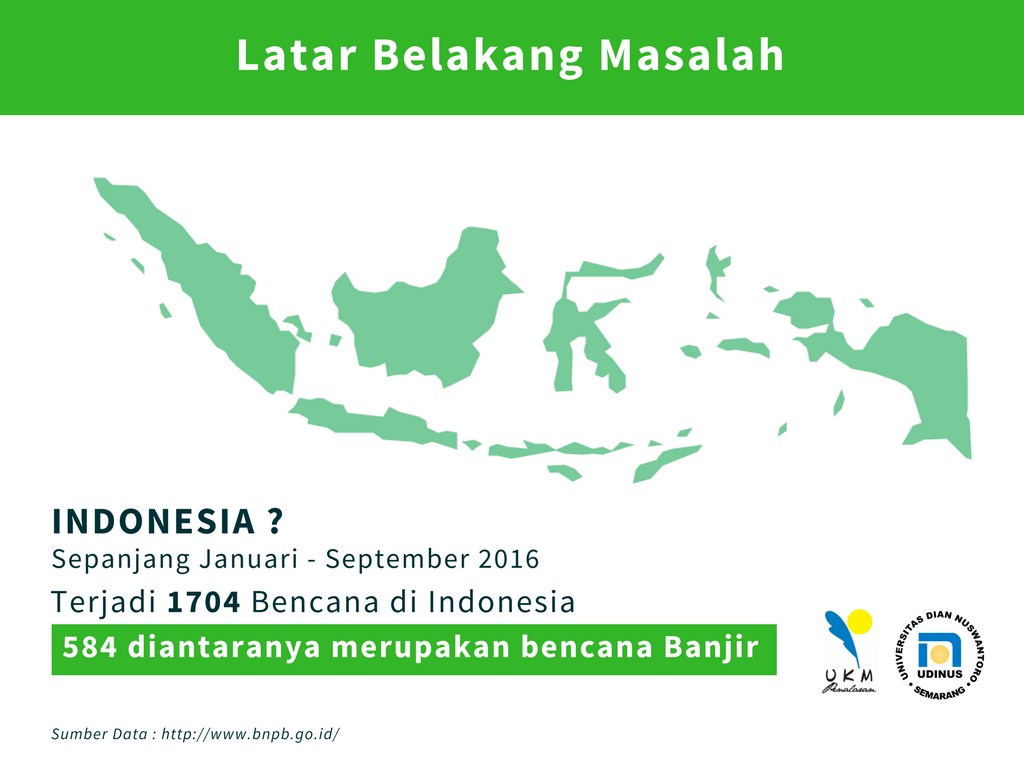 Latar Belakang Masalah
INDONESIA ?
Sepanjang Januari - September 2016
Terjadi 1704 Bencana di Indonesia
584 diantaranya merupakan bencana Banjir
UKM
Penalaran
UNIVERSITAS DIAN NUSWANTORO
UDINUS
• SEMARANG •
Sumber Data : http://www.bnpb.go.id/